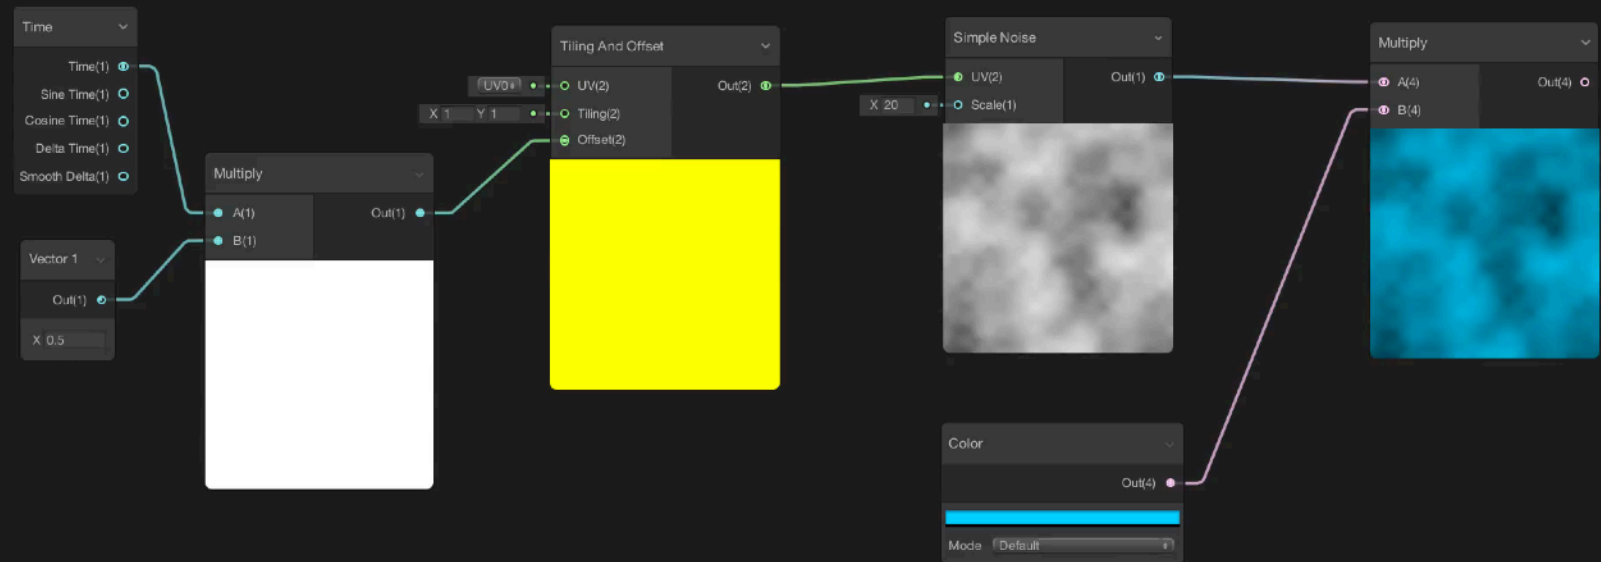 Time
Time(1)
Sine Time(1)
Cosine Time(1)
Delta Time(1)
Smooth Delta(1)
Vector 1
Out(1)
X 0.5
Multiply
A(1) Out(1)
B(1)
Tiling And Offset
UV0 UV(2) Out(2)
X 1 Y 1 Tiling(2)
Offset(2)
Simple Noise
UV(2) Out(1)
X 20 Scale(1)
Color
Out(4)
Mode Default
Multiply
A(4) Out(4)
B(4)